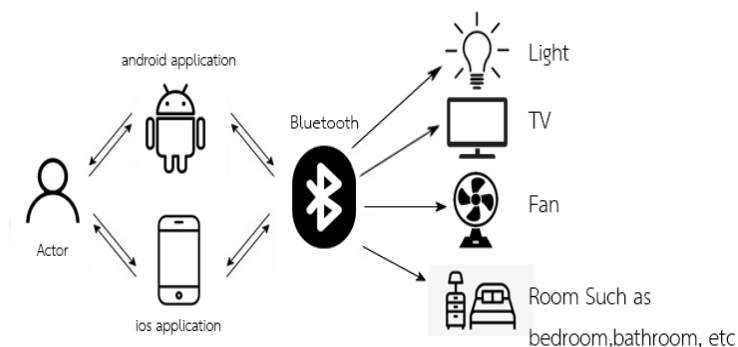 android application
Bluetooth
Actor
ios application
Light
TV
Fan
Room Such as
bedroom,bathroom, etc